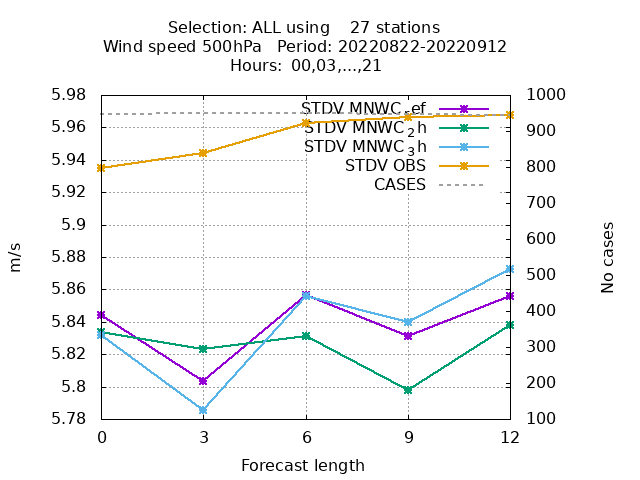 Selection: ALL using 27 stations
Wind speed 500hPa Period: 20220822-20220912
Hours: 00,03,...,21
5.98
5.96
5.94
5.92
5.9
5.88
5.86
5.84
5.82
5.8
5.78
m/s
STDV MNWC_ref
STDV MNWC_2h
STDV MNWC_3h
STDV OBS
CASES
1000
900
800
700
600
500
400
300
200
100
No cases
0 3 6 9 12
Forecast length